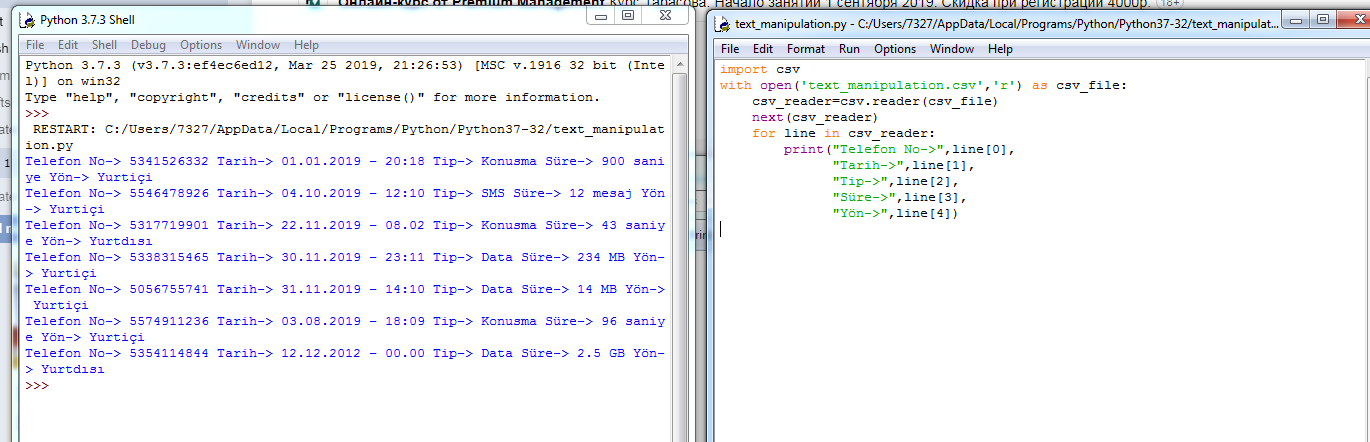 Онлайн-курс от Premium Management Курс Тарасова. Начало занятий 1 сентября 2019. Скидка при регистрации 4000р. 18+
Python 3.7.3 Shell
File Edit Shell Debug Options Window Help
Python 3.7.3 (v3.7.3:ef4ec6ed12, Mar 25 2019, 21:26:53) [MSC v.1916 32 bit (Inte
l)] on win32
Type "help", "copyright", "credits" or "license()" for more information.
>>>
RESTART: C:/Users/7327/AppData/Local/Programs/Python/Python37-32/text_manipulat
ion.py
Telefon No-> 5341526332 Tarih-> 01.01.2019 - 20:18 Tip-> Konusma Süre-> 900 sani
ye Yön-> Yurtiçi
Telefon No-> 5546478926 Tarih-> 04.10.2019 - 12:10 Tip-> SMS Süre-> 12 mesaj Yön
-> Yurtiçi
Telefon No-> 5317719901 Tarih-> 22.11.2019 - 08.02 Tip-> Konusma Süre-> 43 saniy
e Yön-> Yurtdısı
Telefon No-> 5338315465 Tarih-> 30.11.2019 - 23:11 Tip-> Data Süre-> 234 MB Yön-
> Yurtiçi
Telefon No-> 5056755741 Tarih-> 31.11.2019 - 14:10 Tip-> Data Süre-> 14 MB Yön->
Yurtiçi
Telefon No-> 5574911236 Tarih-> 03.08.2019 - 18:09 Tip-> Konusma Süre-> 96 saniy
e Yön-> Yurtiçi
Telefon No-> 5354114844 Tarih-> 12.12.2012 - 00.00 Tip-> Data Süre-> 2.5 GB Yön-
> Yurtdısı
>>>
text_manipulation.py - C:/Users/7327/AppData/Local/Programs/Python/Python37-32/text_manipulat...
File Edit Format Run Options Window Help
import csv
with open('text_manipulation.csv','r') as csv_file:
    csv_reader=csv.reader(csv_file)
    next(csv_reader)
    for line in csv_reader:
        print("Telefon No->",line[0],
              "Tarih->",line[1],
              "Tip->",line[2],
              "Süre->",line[3],
              "Yön->",line[4])